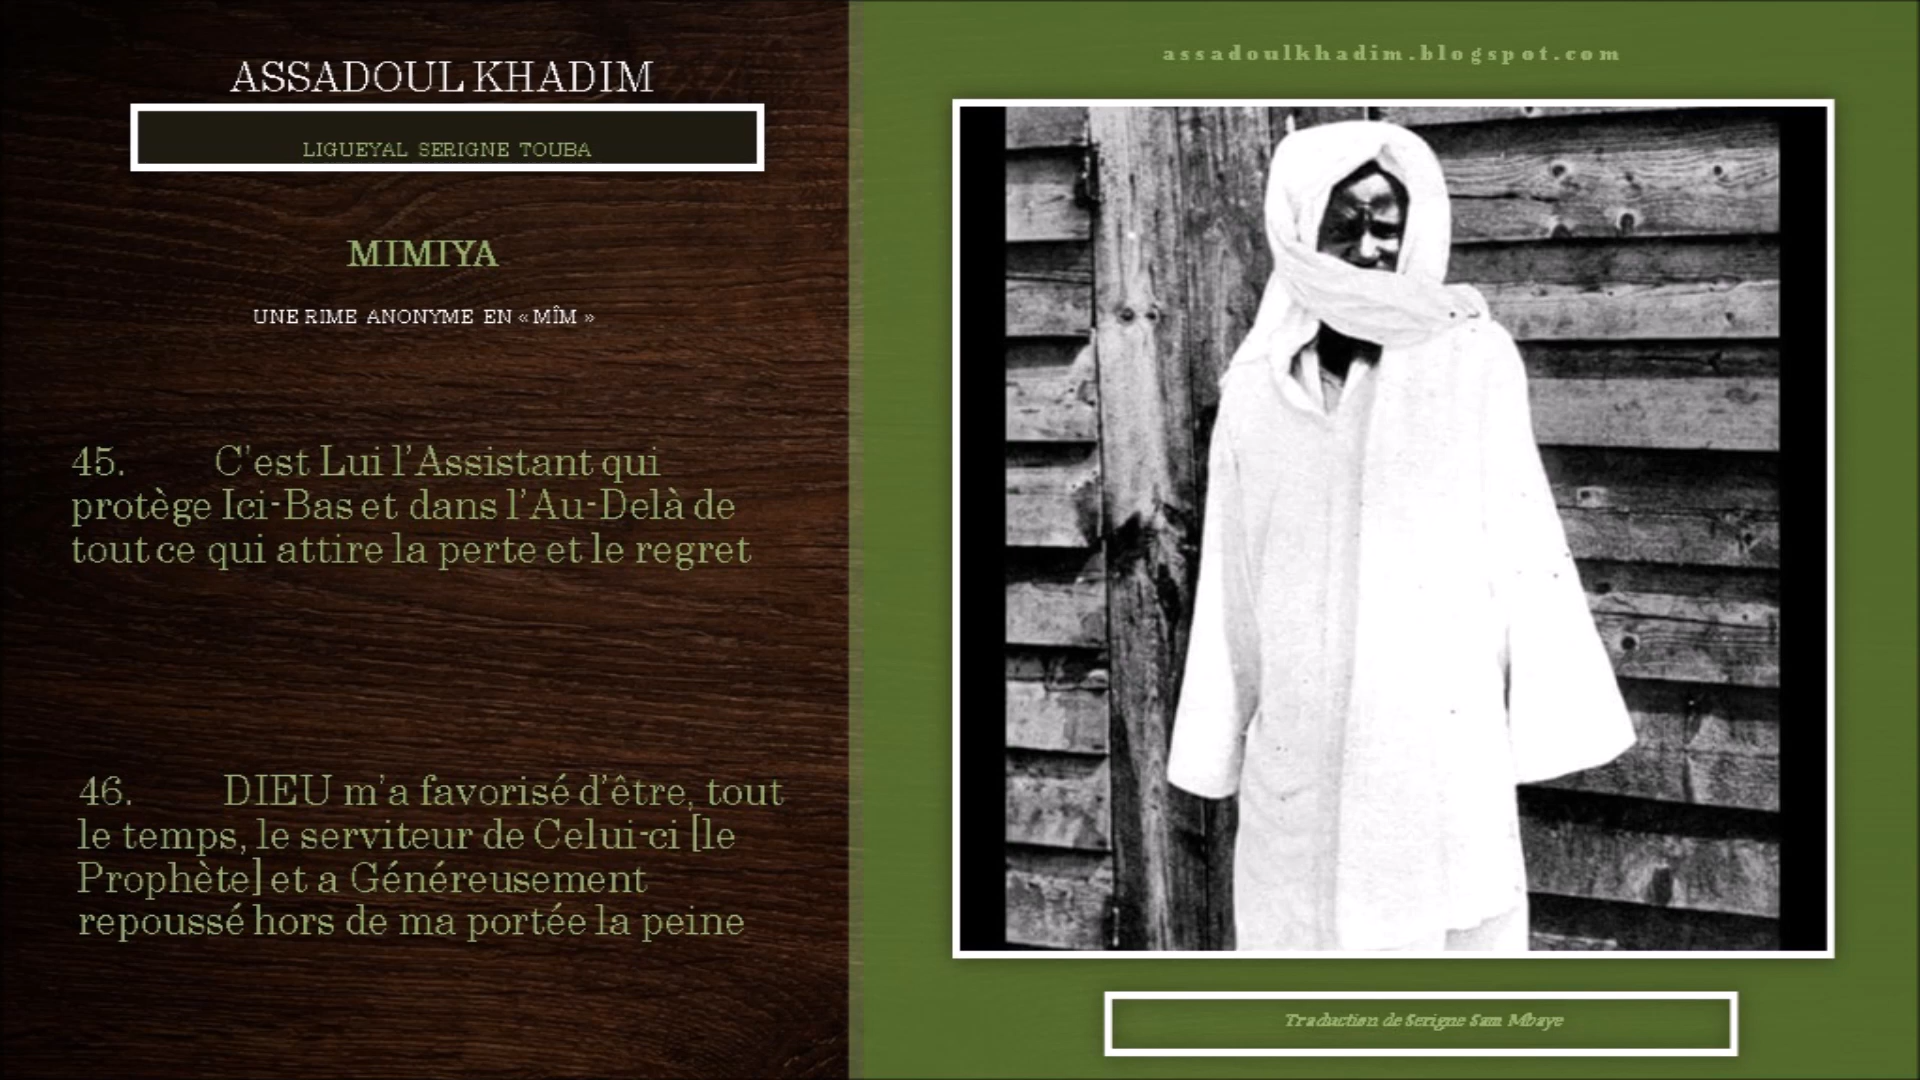 ASSADOUL KHADIM
LIGUEYAL SERIGNE TOUBA
MIMIYA
UNE RIME ANONYME EN « MÎM »
45. C’est Lui l’Assistant qui
protège Ici-Bas et dans l’Au-Delà de
tout ce qui attire la perte et le regret
46. DIEU m’a favorisé d’être, tout
le temps, le serviteur de Celui-ci [le
Prophète] et a Généreusement
repoussé hors de ma portée la peine
assadoulkhadim.blogspot.com
Traduction de Serigne Sam Mbaye